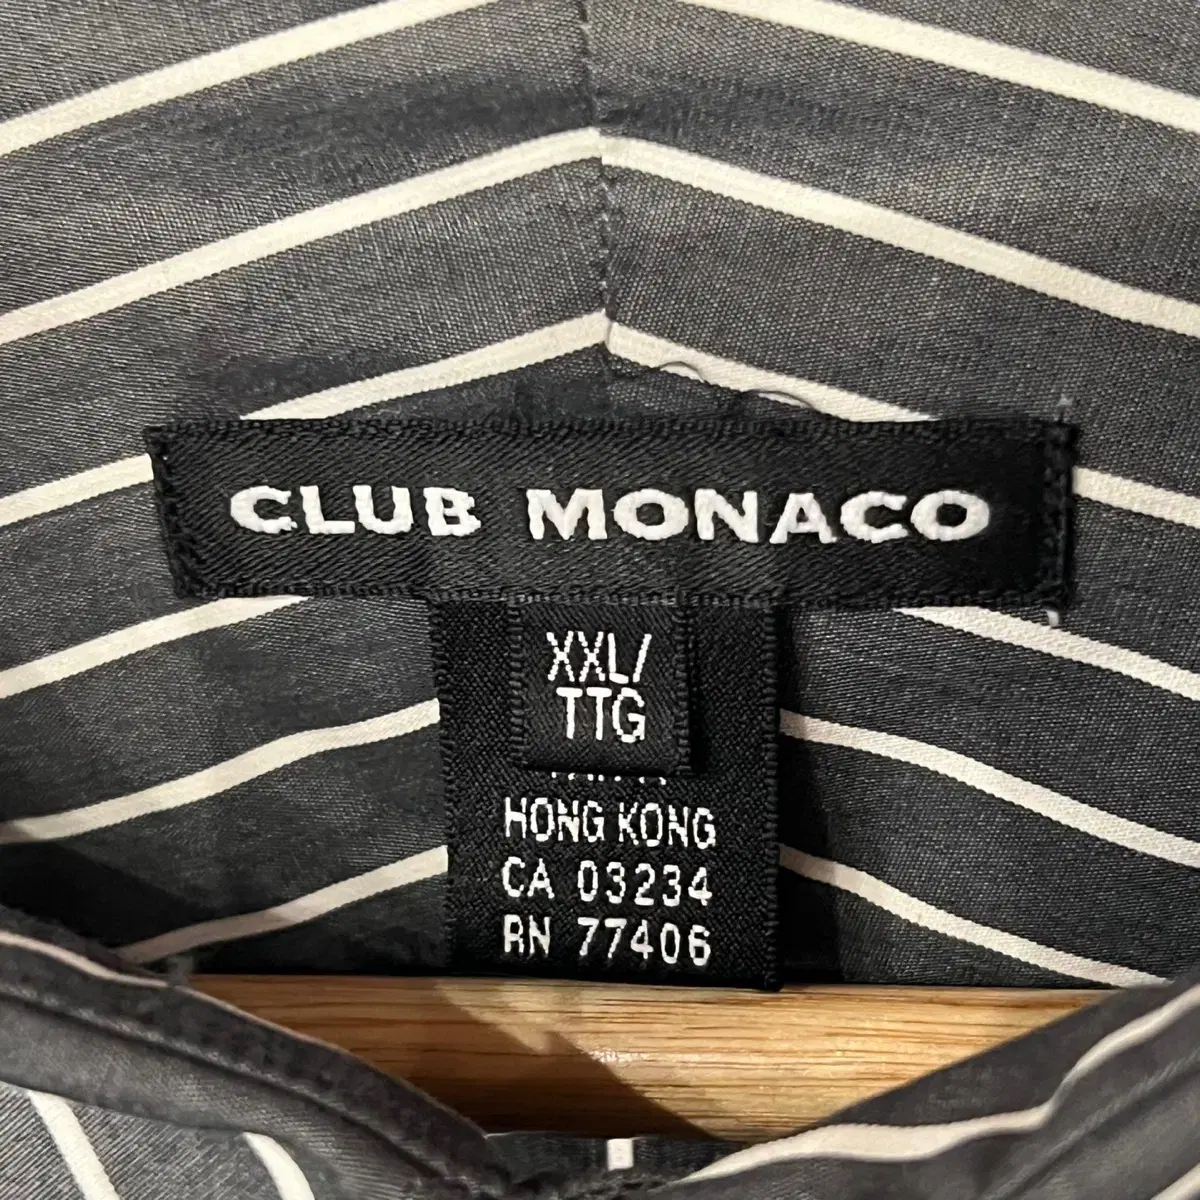 CLUB MONACO
XXL/
TTG
HONG KONG
CA 03234
RN 77406